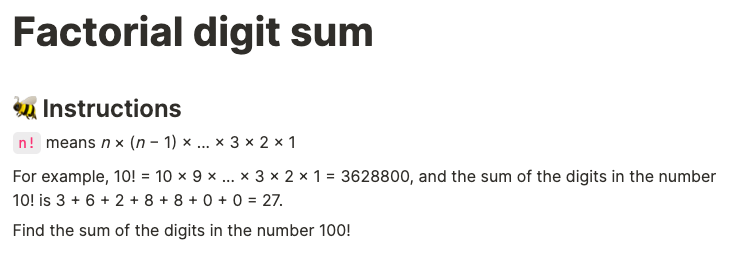 Factorial digit sum
🐝 Instructions
n! means n × (n − 1) × ... × 3 × 2 × 1
For example, 10! = 10 × 9 × ... × 3 × 2 × 1 = 3628800, and the sum of the digits in the number
10! is 3 + 6 + 2 + 8 + 8 + 0 + 0 = 27.
Find the sum of the digits in the number 100!